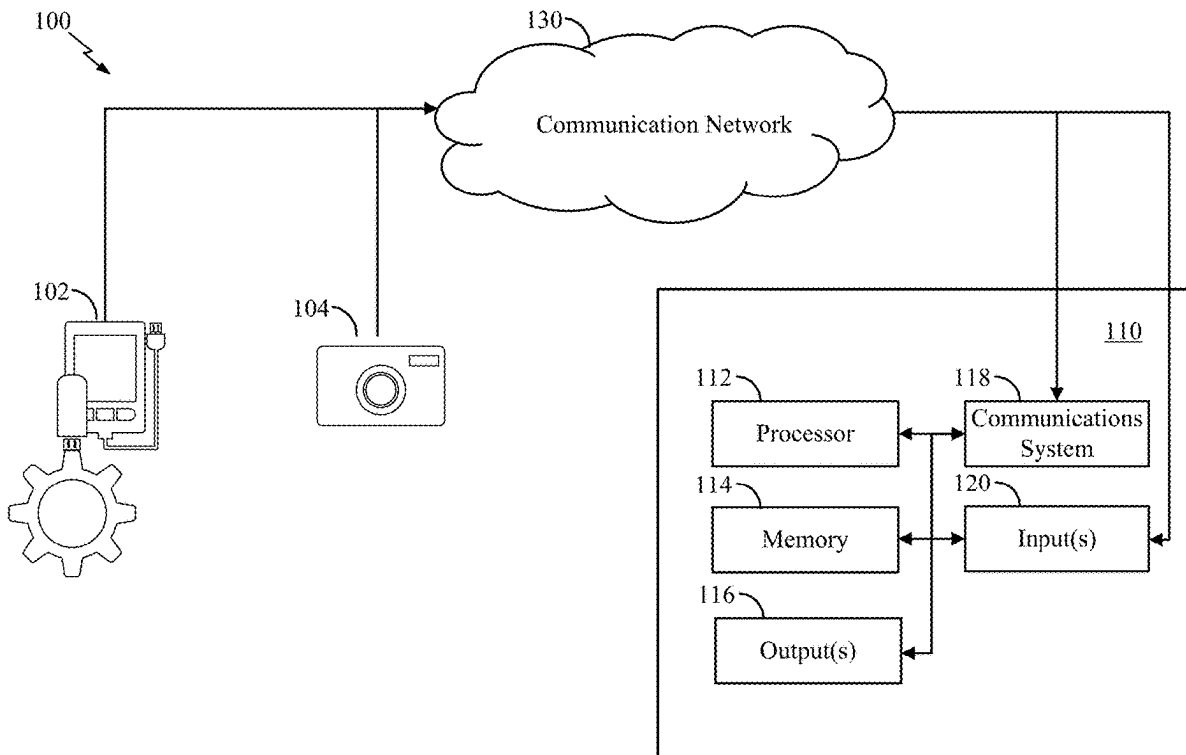 100
130
Communication Network
102
104
110
112
118
Processor
Communications
System
114
120
Memory
Input(s)
116
Output(s)